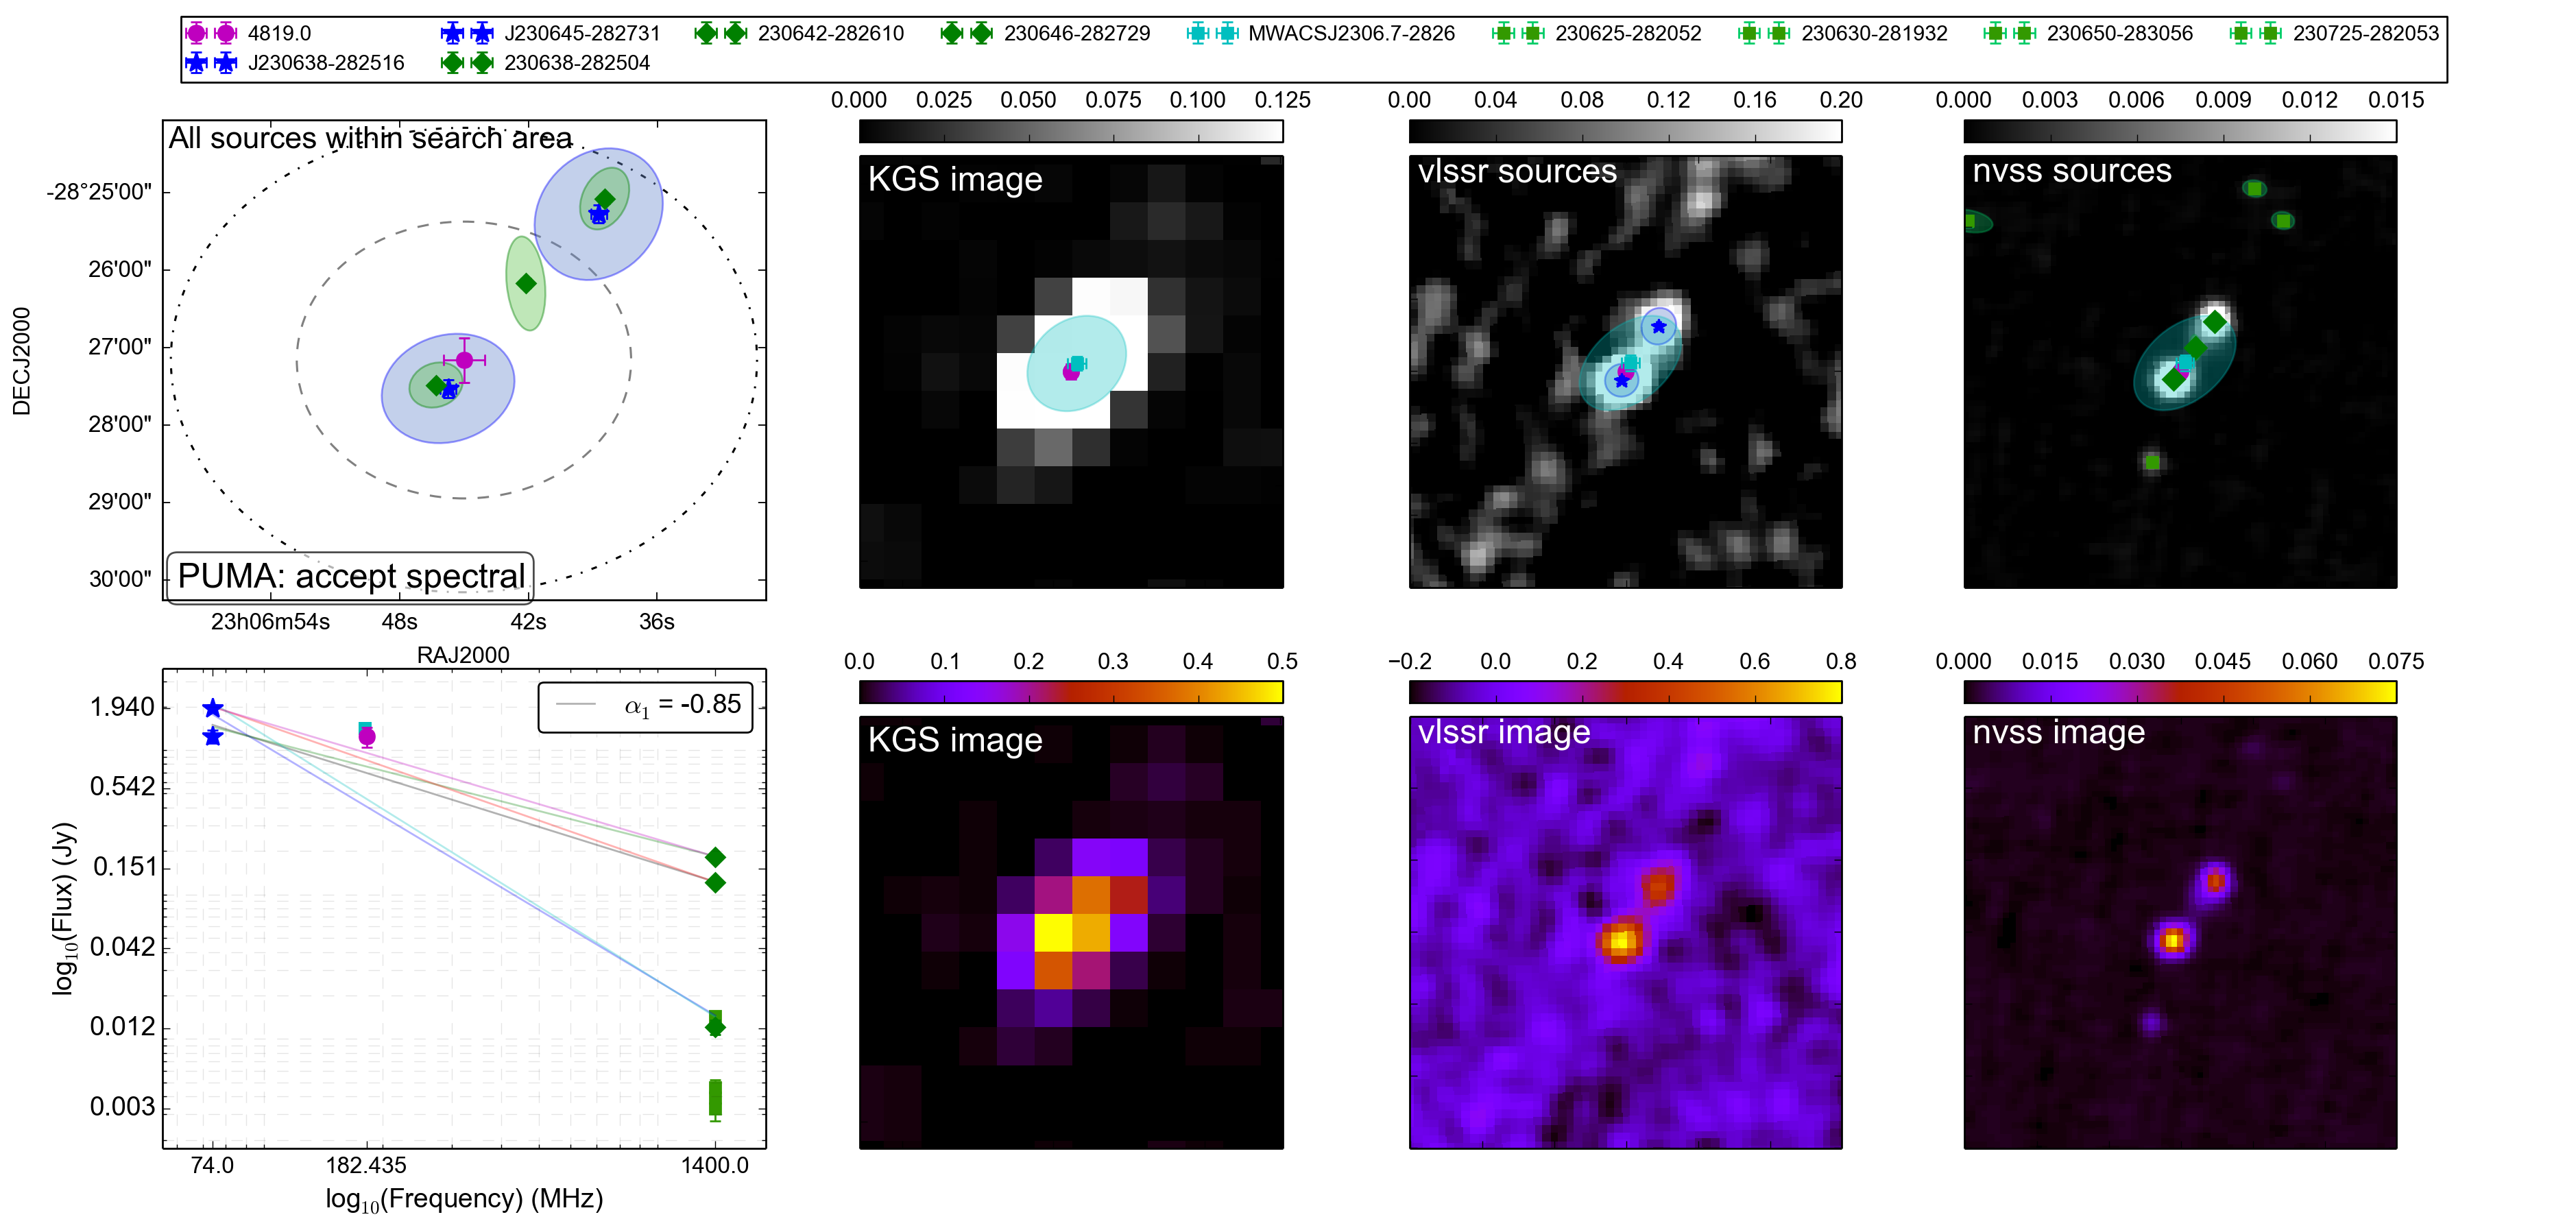 4819.0 J230645-282731 230642-282610 230646-282729 MWACSJ2306.7-2826 230625-282052 230630-281932 230650-283056 230725-282053
J230638-282516 230638-282504
All sources within search area
-28°25'00"
26'00"
27'00"
28'00"
29'00"
30'00"
DECJ2000
PUMA: accept spectral
23h06m54s 48s 42s 36s
RAJ2000
0.000 0.025 0.050 0.075 0.100 0.125
KGS image
0.00 0.04 0.08 0.12 0.16 0.20
vlssr sources
0.000 0.003 0.006 0.009 0.012 0.015
nvss sources
α₁ = -0.85
1.940
0.542
0.151
0.042
0.012
0.003
log₁₀(Flux) (Jy)
74.0 182.435 1400.0
log₁₀(Frequency) (MHz)
0.0 0.1 0.2 0.3 0.4 0.5
KGS image
−0.2 0.0 0.2 0.4 0.6 0.8
vlssr image
0.000 0.015 0.030 0.045 0.060 0.075
nvss image